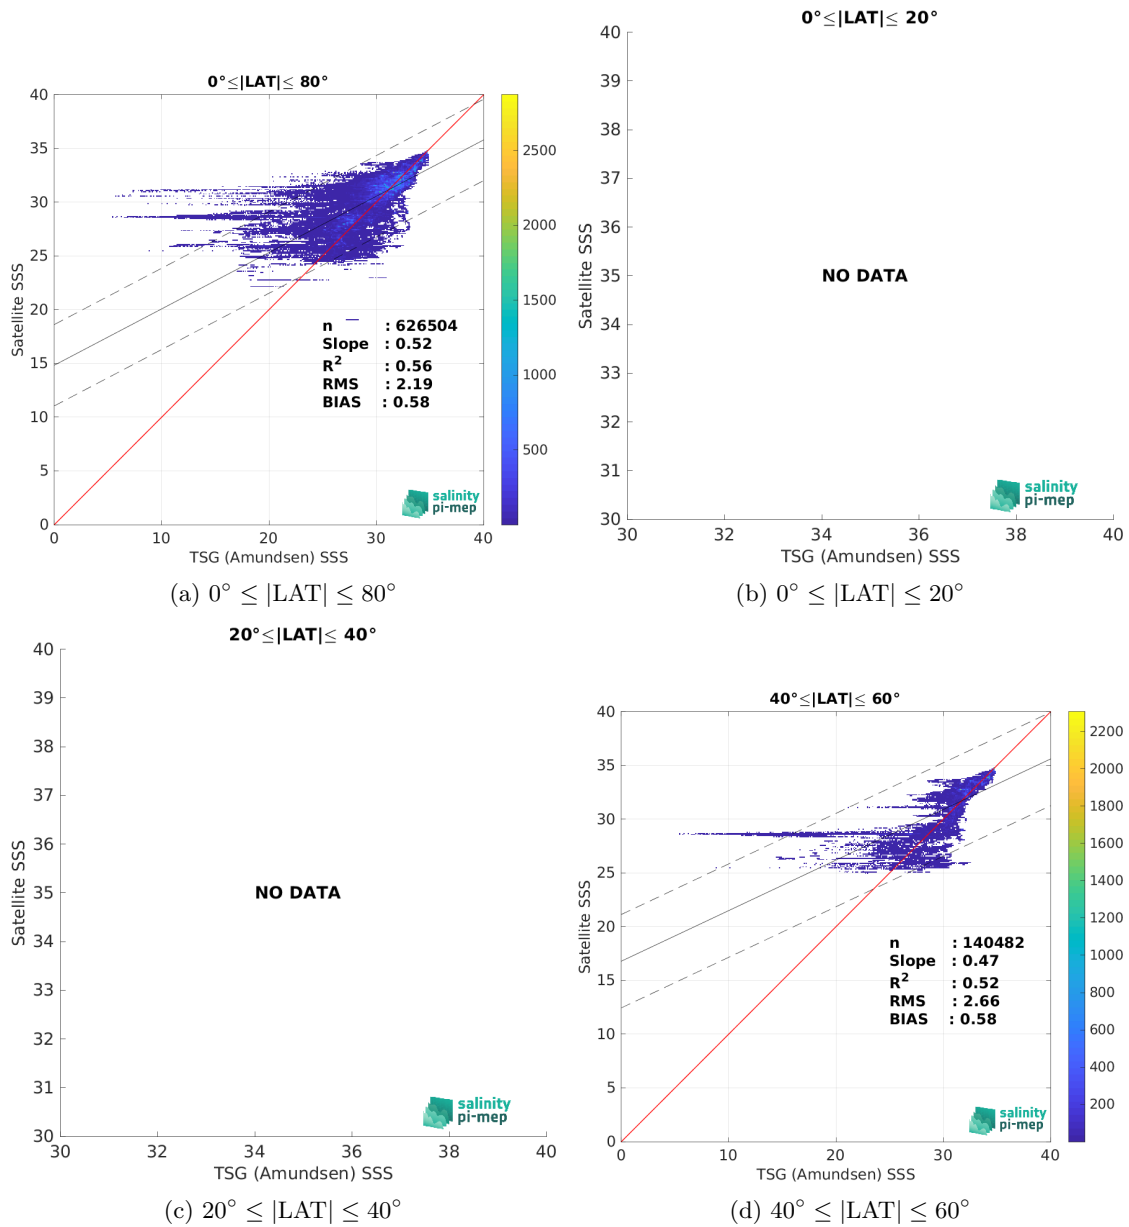 0°≤|LAT|≤ 80°
40
35
30
25
20
15
10
5
0
Satellite SSS
n : 626504
Slope : 0.52
R² : 0.56
RMS : 2.19
BIAS : 0.58
2500
2000
1500
1000
500
salinity
pi-mep
0 10 20 30 40
TSG (Amundsen) SSS
(a) 0° ≤ |LAT| ≤ 80°
0°≤|LAT|≤ 20°
40
39
38
37
36
35
34
33
32
31
30
Satellite SSS
NO DATA
salinity
pi-mep
30 32 34 36 38 40
TSG (Amundsen) SSS
(b) 0° ≤ |LAT| ≤ 20°
20°≤|LAT|≤ 40°
40
39
38
37
36
35
34
33
32
31
30
Satellite SSS
NO DATA
salinity
pi-mep
30 32 34 36 38 40
TSG (Amundsen) SSS
(c) 20° ≤ |LAT| ≤ 40°
40°≤|LAT|≤ 60°
40
35
30
25
20
15
10
5
0
Satellite SSS
n : 140482
Slope : 0.47
R² : 0.52
RMS : 2.66
BIAS : 0.58
2200
2000
1800
1600
1400
1200
1000
800
600
400
200
salinity
pi-mep
0 10 20 30 40
TSG (Amundsen) SSS
(d) 40° ≤ |LAT| ≤ 60°